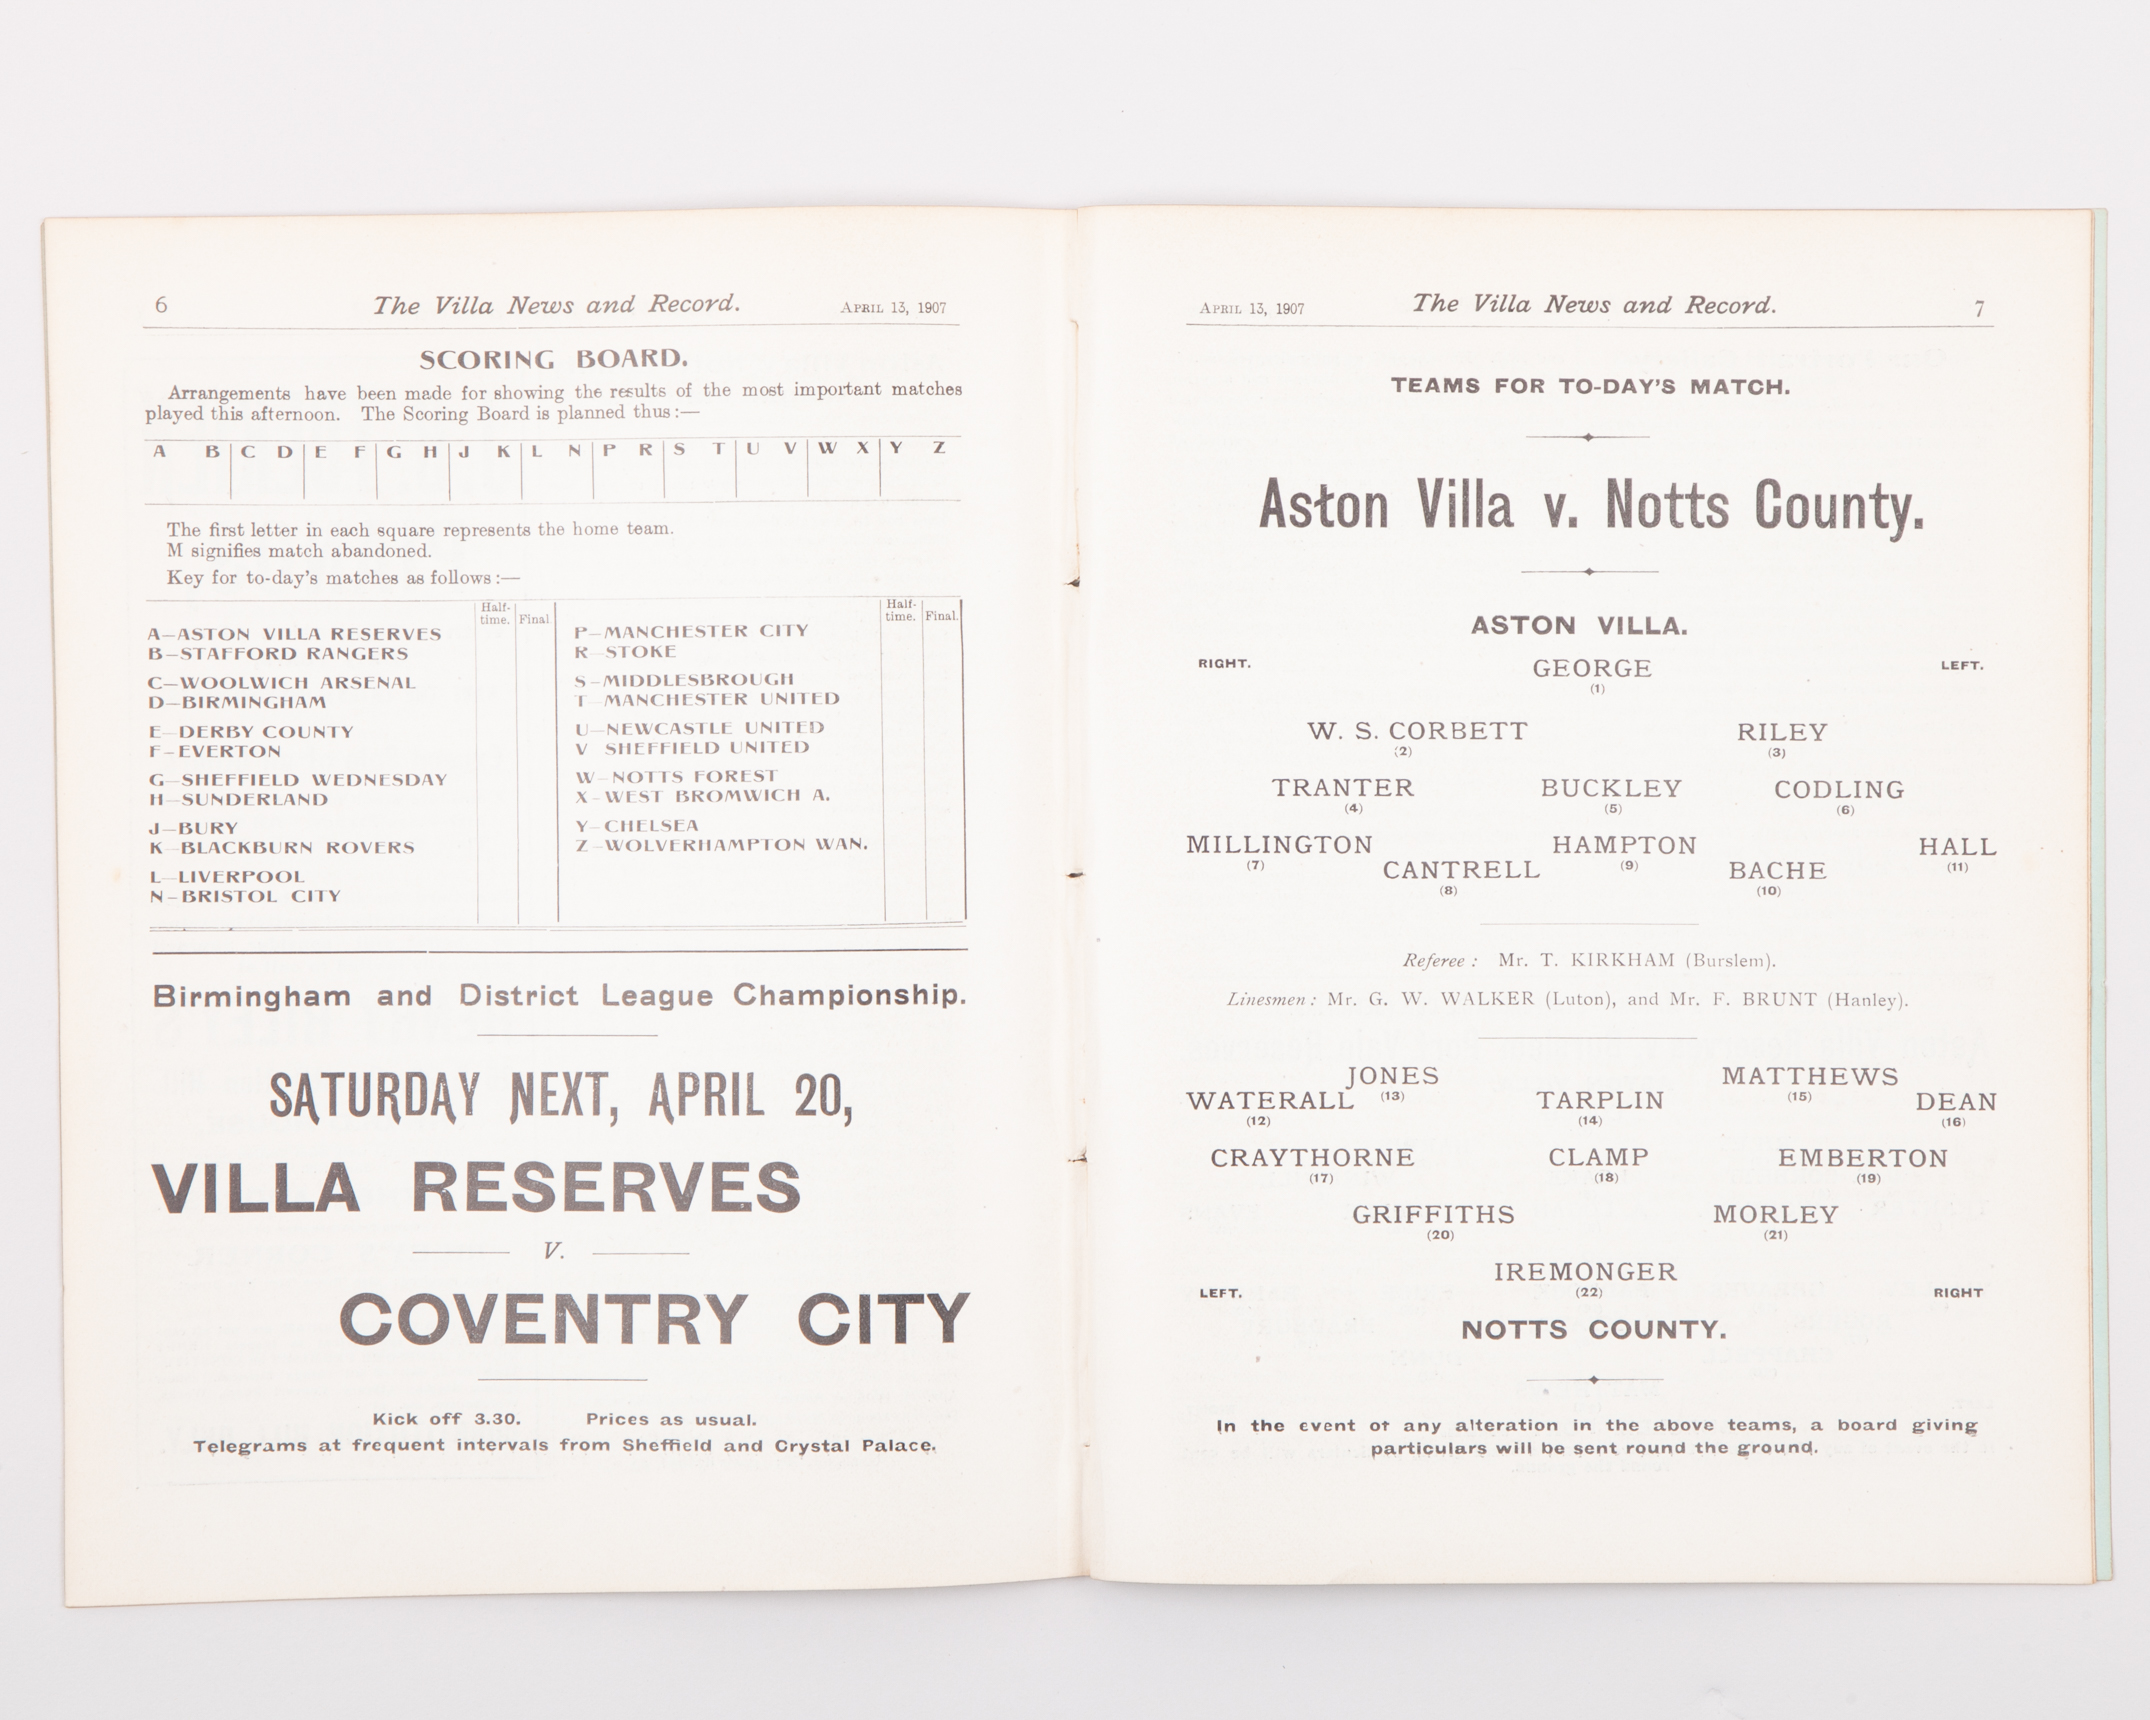 6 The Villa News and Record. APRIL 13, 1907
SCORING BOARD.
Arrangements have been made for showing the results of the most important matches
played this afternoon. The Scoring Board is planned thus:—
A B C D E F G H J K L N P R S T U V W X Y Z
The first letter in each square represents the home team.
M signifies match abandoned.
Key for to-day's matches as follows:—
Half-time. Final
A—ASTON VILLA RESERVES
B—STAFFORD RANGERS
C—WOOLWICH ARSENAL
D—BIRMINGHAM
E—DERBY COUNTY
F—EVERTON
G—SHEFFIELD WEDNESDAY
H—SUNDERLAND
J—BURY
K—BLACKBURN ROVERS
L—LIVERPOOL
N—BRISTOL CITY
Half-time. Final.
P—MANCHESTER CITY
R—STOKE
S—MIDDLESBROUGH
T—MANCHESTER UNITED
U—NEWCASTLE UNITED
V SHEFFIELD UNITED
W—NOTTS FOREST
X—WEST BROMWICH A.
Y—CHELSEA
Z—WOLVERHAMPTON WAN.
Birmingham and District League Championship.
SATURDAY NEXT, APRIL 20,
VILLA RESERVES
V.
COVENTRY CITY
Kick off 3.30. Prices as usual.
Telegrams at frequent intervals from Sheffield and Crystal Palace.
APRIL 13, 1907 The Villa News and Record. 7
TEAMS FOR TO-DAY'S MATCH.
Aston Villa v. Notts County.
ASTON VILLA.
RIGHT. GEORGE LEFT.
(1)
W. S. CORBETT RILEY
(2) (3)
TRANTER BUCKLEY CODLING
(4) (5) (6)
MILLINGTON HAMPTON HALL
(7) (9) (11)
CANTRELL BACHE
(8) (10)
Referee: Mr. T. KIRKHAM (Burslem).
Linesmen: Mr. G. W. WALKER (Luton), and Mr. F. BRUNT (Hanley).
JONES MATTHEWS
(13) (15)
WATERALL TARPLIN DEAN
(12) (14) (16)
CRAYTHORNE CLAMP EMBERTON
(17) (18) (19)
GRIFFITHS MORLEY
(20) (21)
IREMONGER
LEFT. (22) RIGHT
NOTTS COUNTY.
In the event of any alteration in the above teams, a board giving
particulars will be sent round the ground.